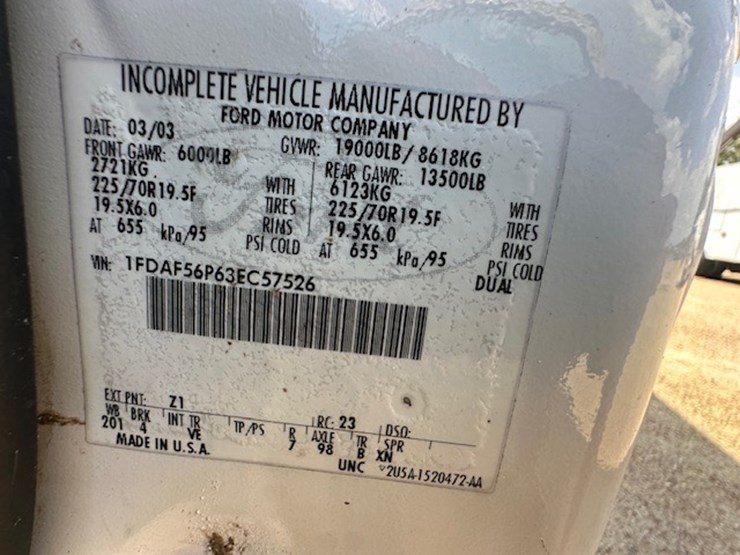 INCOMPLETE VEHICLE MANUFACTURED BY
FORD MOTOR COMPANY
DATE: 03/03 GVWR: 19000LB/8618KG
FRONT GAWR: 6000LB REAR GAWR: 13500LB
2721KG WITH 6123KG WITH
225/70R19.5F TIRES 225/70R19.5F TIRES
19.5X6.0 RIMS 19.5X6.0 RIMS
AT 655 kPa/95 PSI COLD AT 655 kPa/95 PSI COLD
DUAL
VIN: 1FDAF56P63EC57526
EXT PNT: Z1 RC: 23 DSO:
WB BRK INT TR TP/PS R AXLE TR SPR
201 4 VE 7 98 B XN
MADE IN U.S.A. UNC 2U5A-1520472-AA